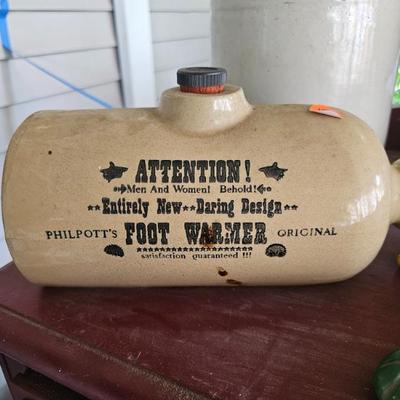 ATTENTION!
Men And Women! Behold!
**Entirely New**Daring Design**
PHILPOTT'S FOOT WARMER ORIGINAL
satisfaction guaranteed !!!